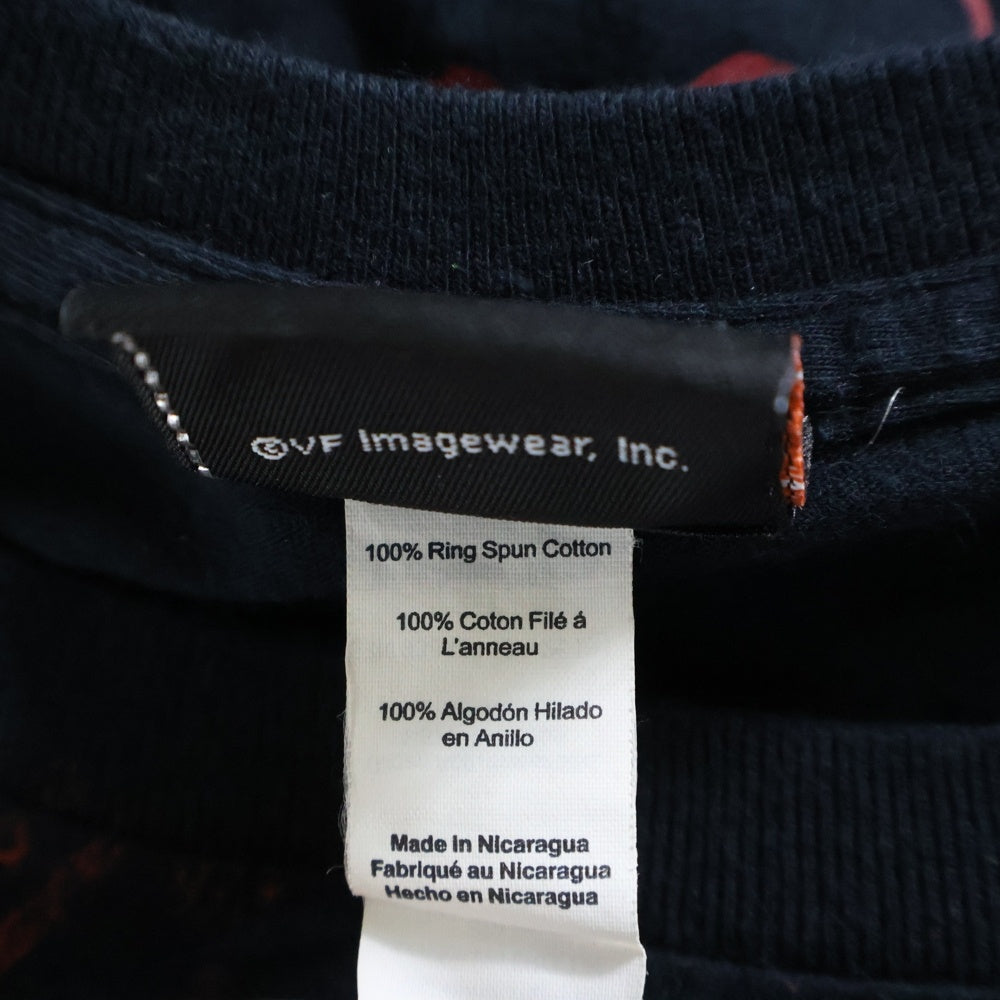 ©VF Imagewear, Inc.
100% Ring Spun Cotton
100% Coton Filé á
L'anneau
100% Algodón Hilado
en Anillo
Made in Nicaragua
Fabriqué au Nicaragua
Hecho en Nicaragua